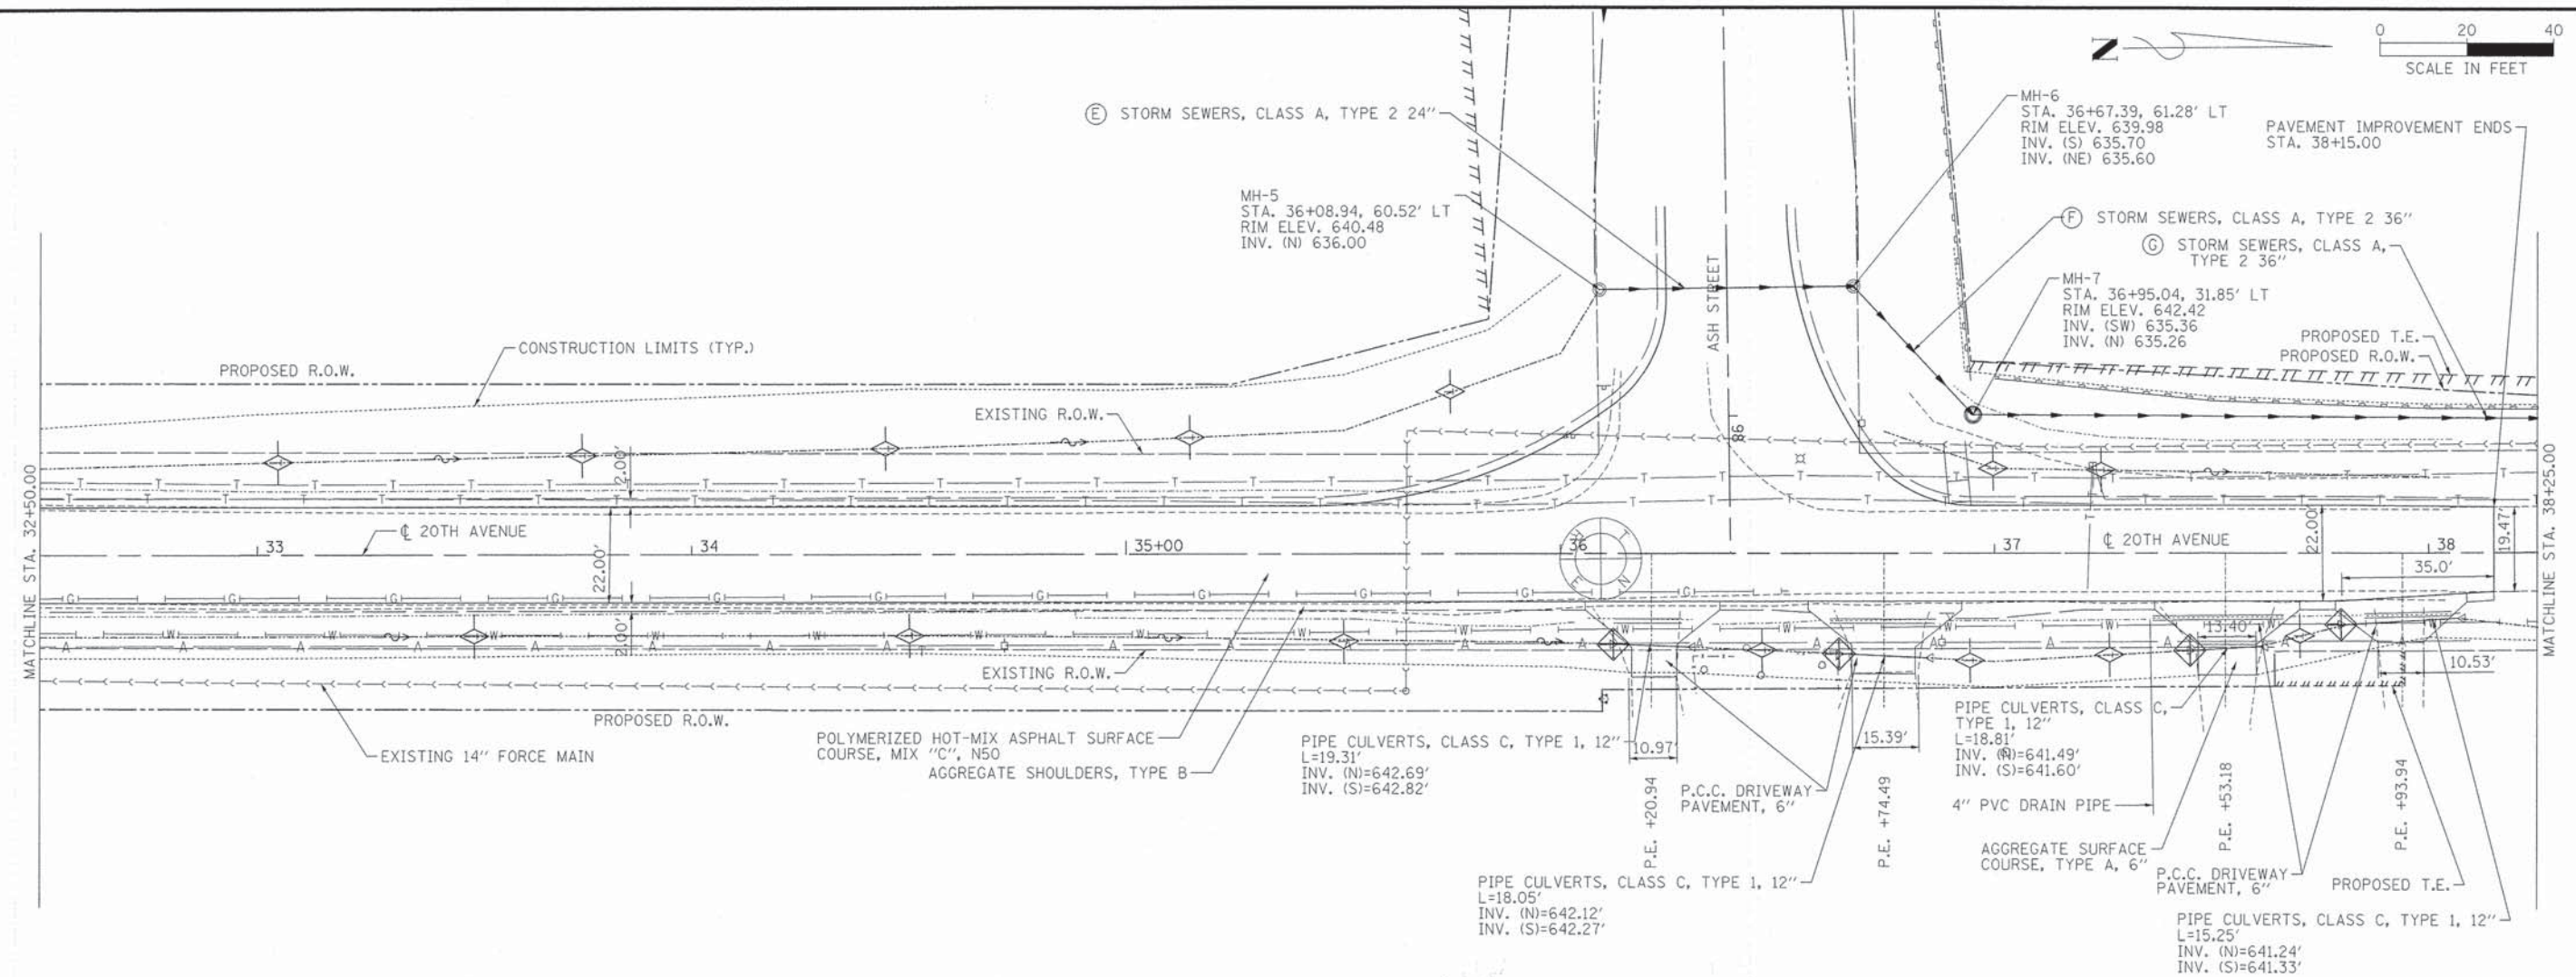 0 20 40
SCALE IN FEET
Ⓔ STORM SEWERS, CLASS A, TYPE 2 24"
MH-6
STA. 36+67.39, 61.28' LT
RIM ELEV. 639.98
INV. (S) 635.70
INV. (NE) 635.60
PAVEMENT IMPROVEMENT ENDS
STA. 38+15.00
MH-5
STA. 36+08.94, 60.52' LT
RIM ELEV. 640.48
INV. (N) 636.00
Ⓕ STORM SEWERS, CLASS A, TYPE 2 36"
Ⓖ STORM SEWERS, CLASS A,
TYPE 2 36"
MH-7
STA. 36+95.04, 31.85' LT
RIM ELEV. 642.42
INV. (SW) 635.36
INV. (N) 635.26
PROPOSED T.E.
PROPOSED R.O.W.
ASH STREET
CONSTRUCTION LIMITS (TYP.)
PROPOSED R.O.W.
EXISTING R.O.W.
86
MATCHLINE STA. 32+50.00
MATCHLINE STA. 38+25.00
2.00'
22.00'
2.00'
℄ 20TH AVENUE
33
34
35+00
36
37
℄ 20TH AVENUE
38
22.00'
19.47'
35.0'
13.40'
10.53'
EXISTING R.O.W.
PROPOSED R.O.W.
EXISTING 14" FORCE MAIN
POLYMERIZED HOT-MIX ASPHALT SURFACE
COURSE, MIX "C", N50
AGGREGATE SHOULDERS, TYPE B
PIPE CULVERTS, CLASS C, TYPE 1, 12"
L=19.31'
INV. (N)=642.69'
INV. (S)=642.82'
10.97'
P.E. +20.94
P.C.C. DRIVEWAY
PAVEMENT, 6"
15.39'
P.E. +74.49
PIPE CULVERTS, CLASS C,
TYPE 1, 12"
L=18.81'
INV. (N)=641.49'
INV. (S)=641.60'
4" PVC DRAIN PIPE
P.E. +53.18
P.E. +93.94
AGGREGATE SURFACE
COURSE, TYPE A, 6"
P.C.C. DRIVEWAY
PAVEMENT, 6"
PROPOSED T.E.
PIPE CULVERTS, CLASS C, TYPE 1, 12"
L=18.05'
INV. (N)=642.12'
INV. (S)=642.27'
PIPE CULVERTS, CLASS C, TYPE 1, 12"
L=15.25'
INV. (N)=641.24'
INV. (S)=641.33'